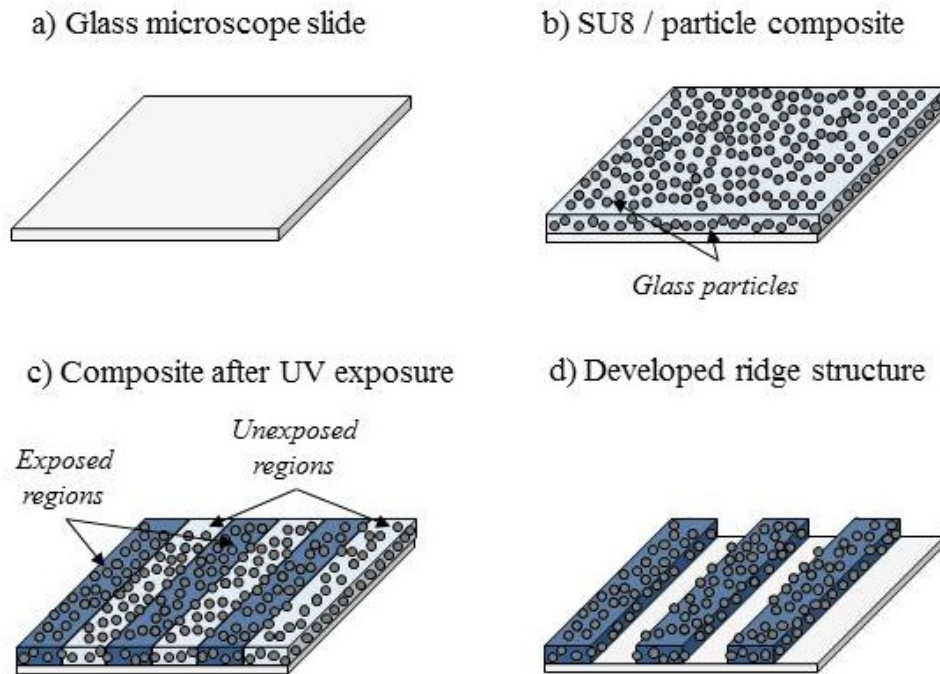 a) Glass microscope slide
b) SU8 / particle composite
Glass particles
c) Composite after UV exposure
Exposed
regions
Unexposed
regions
d) Developed ridge structure